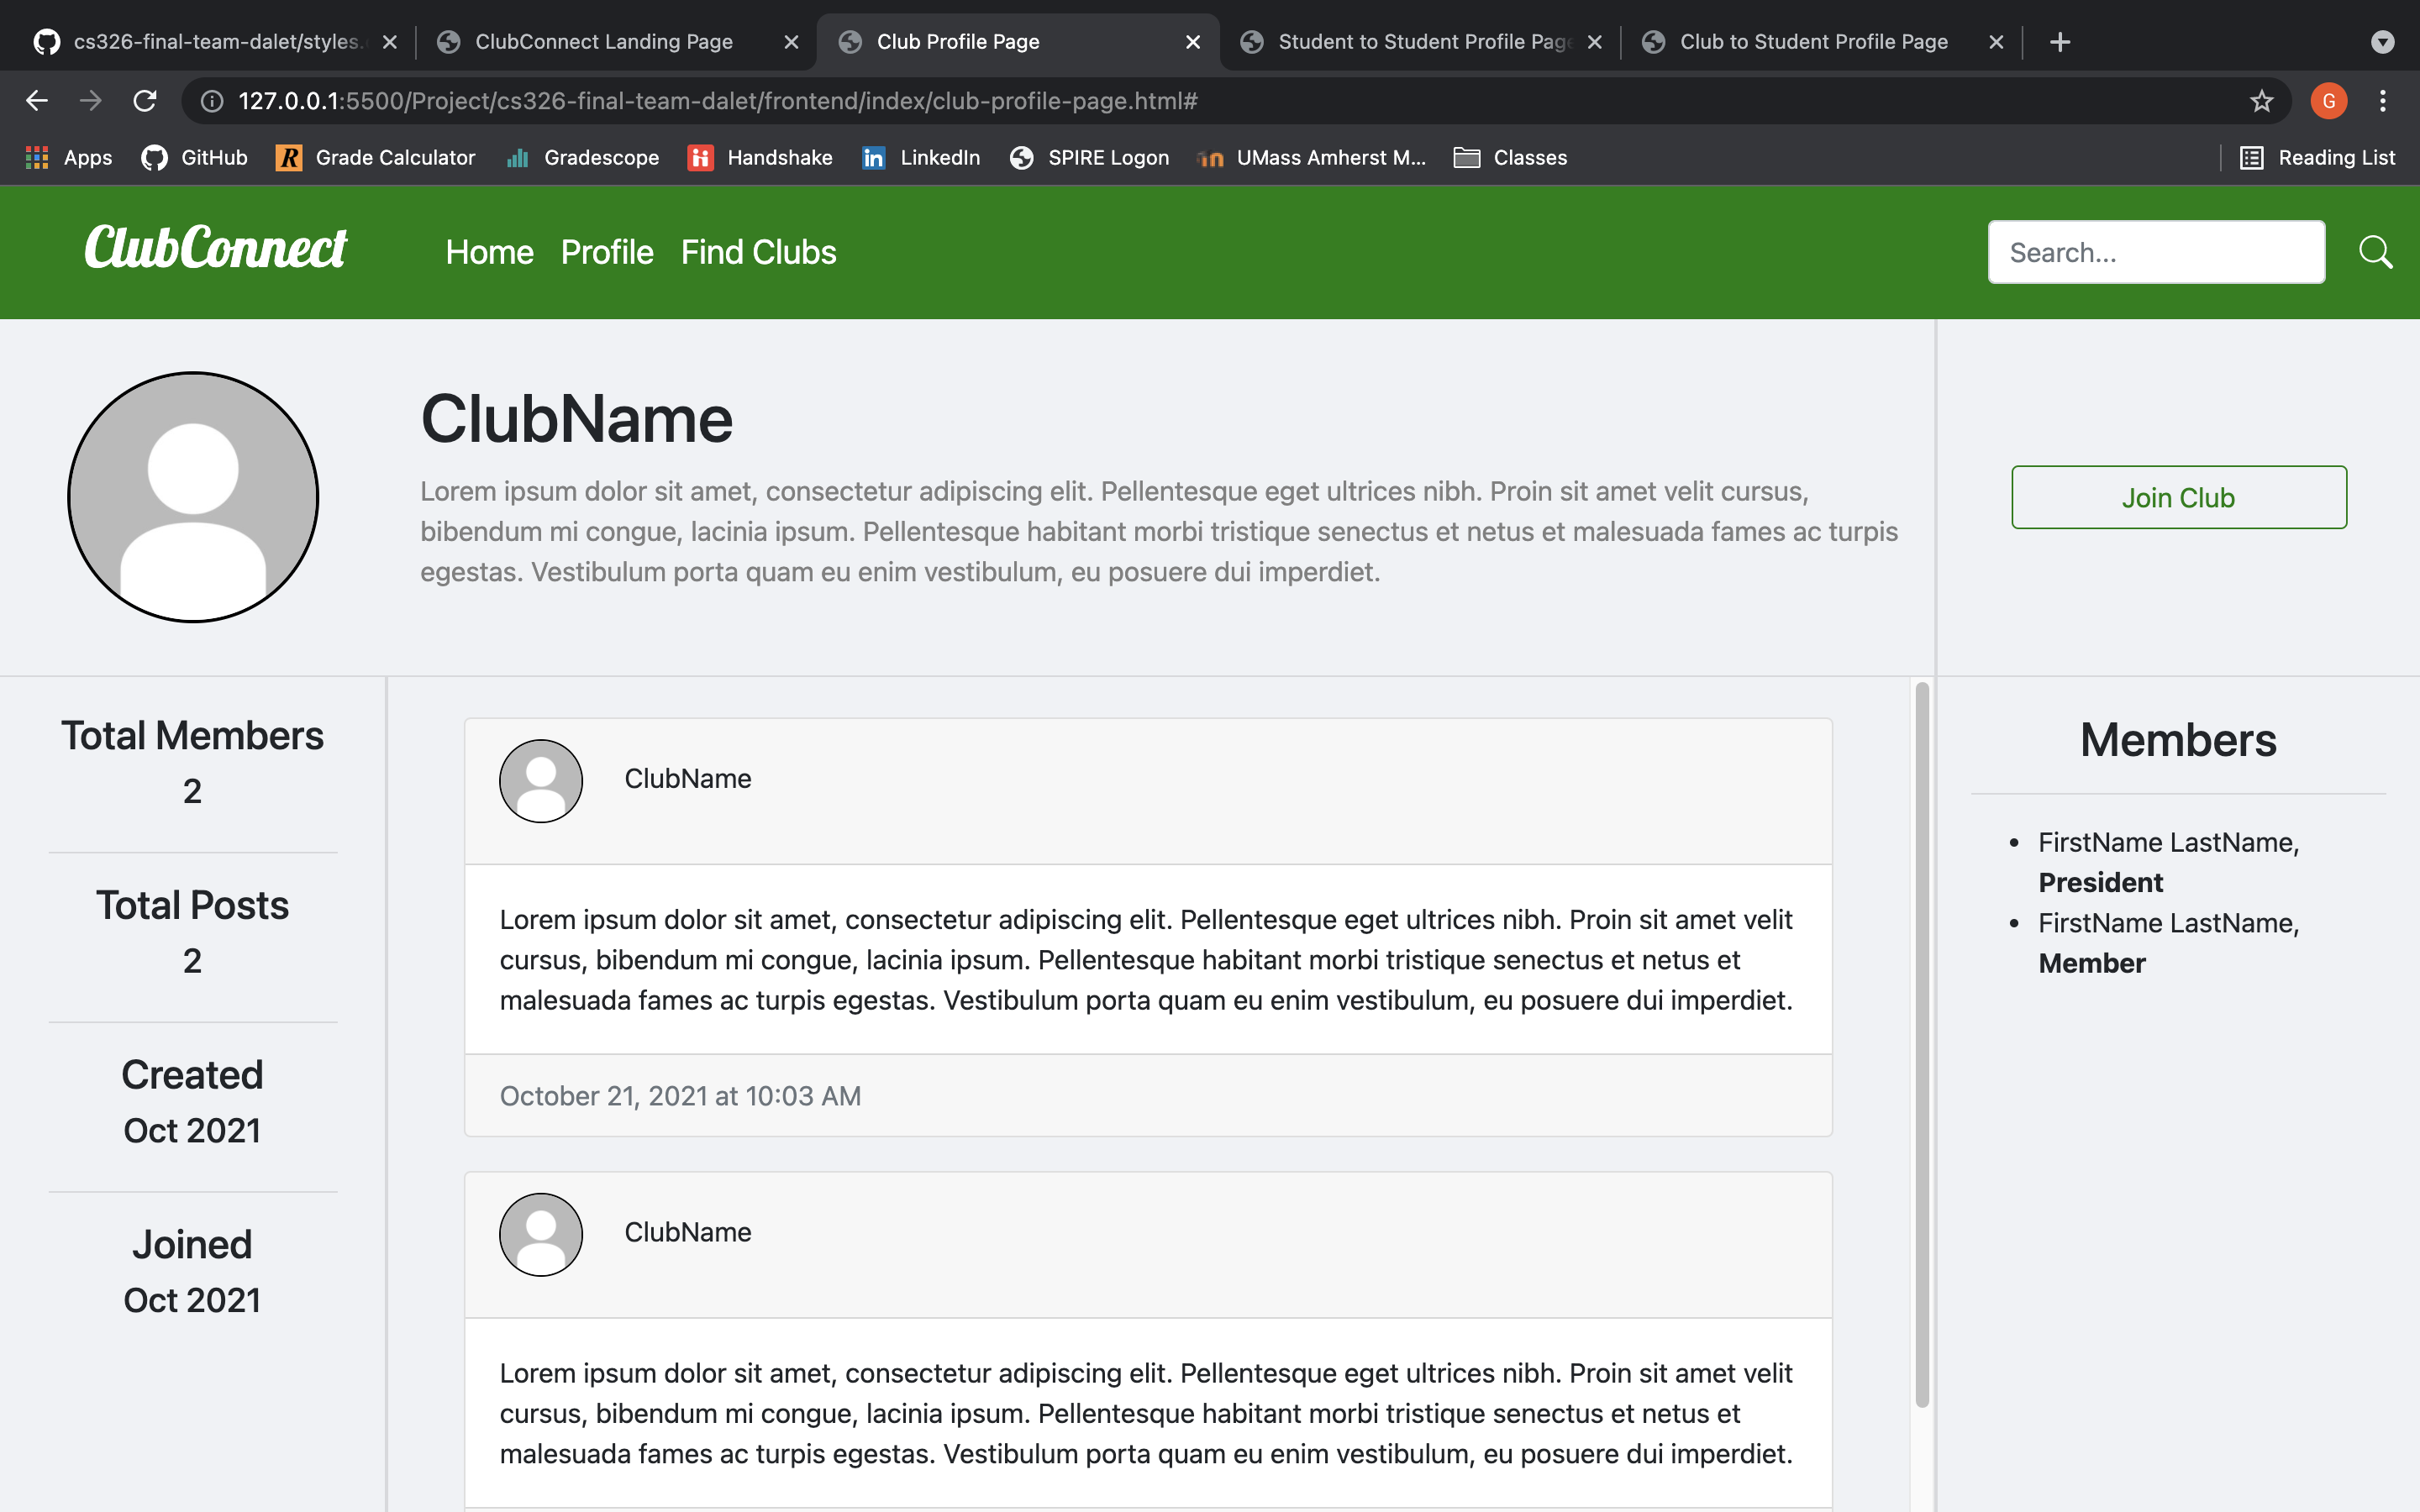 cs326-final-team-dalet/styles.
ClubConnect Landing Page
Club Profile Page
Student to Student Profile Page
Club to Student Profile Page
127.0.0.1:5500/Project/cs326-final-team-dalet/frontend/index/club-profile-page.html#
G
Apps
GitHub
R
Grade Calculator
Gradescope
Handshake
in
LinkedIn
SPIRE Logon
UMass Amherst M...
Classes
Reading List
ClubConnect
Home
Profile
Find Clubs
Search...
ClubName
Lorem ipsum dolor sit amet, consectetur adipiscing elit. Pellentesque eget ultrices nibh. Proin sit amet velit cursus,
bibendum mi congue, lacinia ipsum. Pellentesque habitant morbi tristique senectus et netus et malesuada fames ac turpis
egestas. Vestibulum porta quam eu enim vestibulum, eu posuere dui imperdiet.
Join Club
Total Members
2
Total Posts
2
Created
Oct 2021
Joined
Oct 2021
ClubName
Lorem ipsum dolor sit amet, consectetur adipiscing elit. Pellentesque eget ultrices nibh. Proin sit amet velit
cursus, bibendum mi congue, lacinia ipsum. Pellentesque habitant morbi tristique senectus et netus et
malesuada fames ac turpis egestas. Vestibulum porta quam eu enim vestibulum, eu posuere dui imperdiet.
October 21, 2021 at 10:03 AM
ClubName
Lorem ipsum dolor sit amet, consectetur adipiscing elit. Pellentesque eget ultrices nibh. Proin sit amet velit
cursus, bibendum mi congue, lacinia ipsum. Pellentesque habitant morbi tristique senectus et netus et
malesuada fames ac turpis egestas. Vestibulum porta quam eu enim vestibulum, eu posuere dui imperdiet.
Members
FirstName LastName,
President
FirstName LastName,
Member